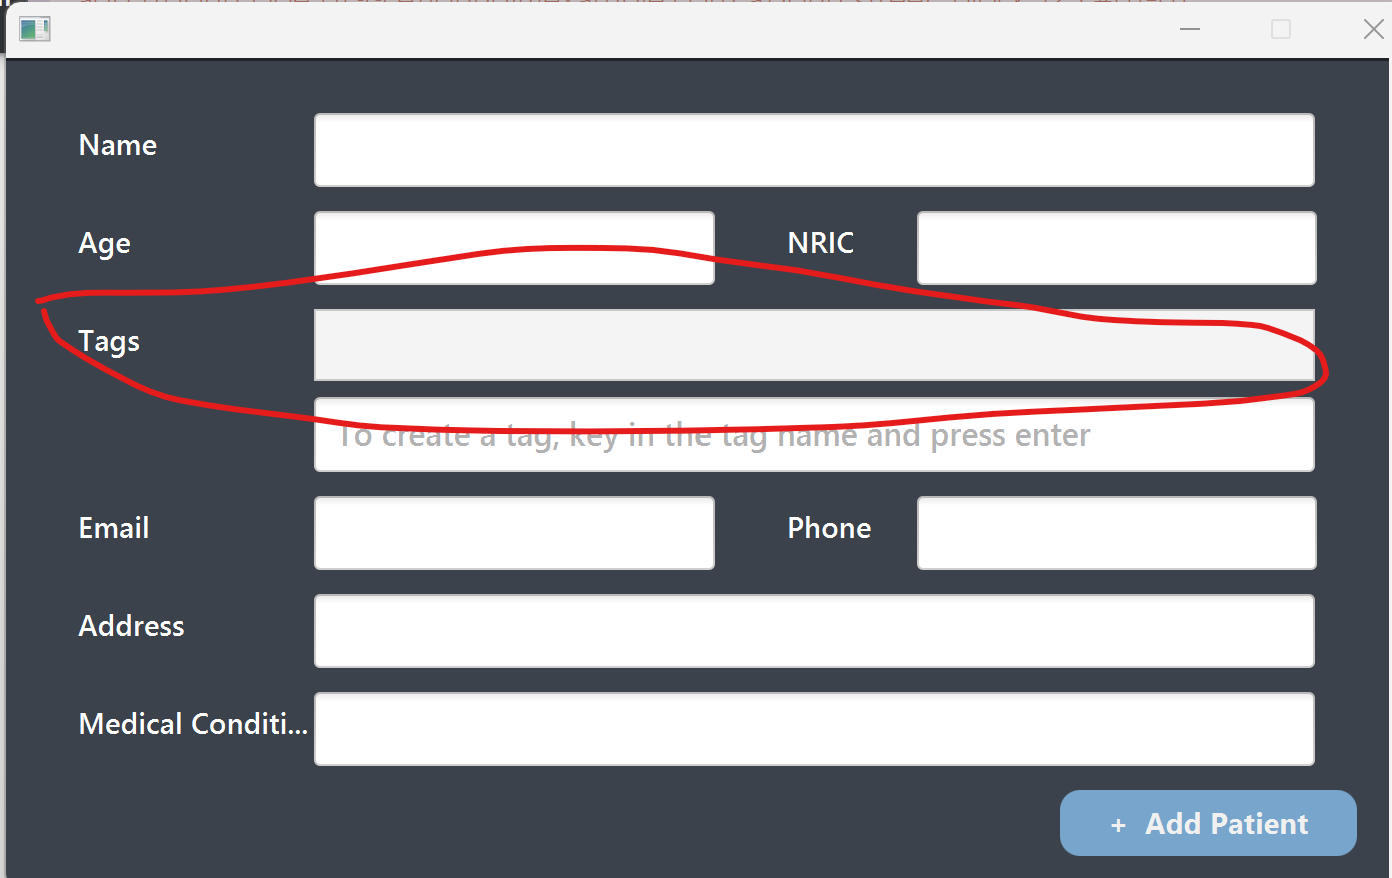 Name
Age NRIC
Tags
To create a tag, key in the tag name and press enter
Email Phone
Address
Medical Conditi...
+ Add Patient